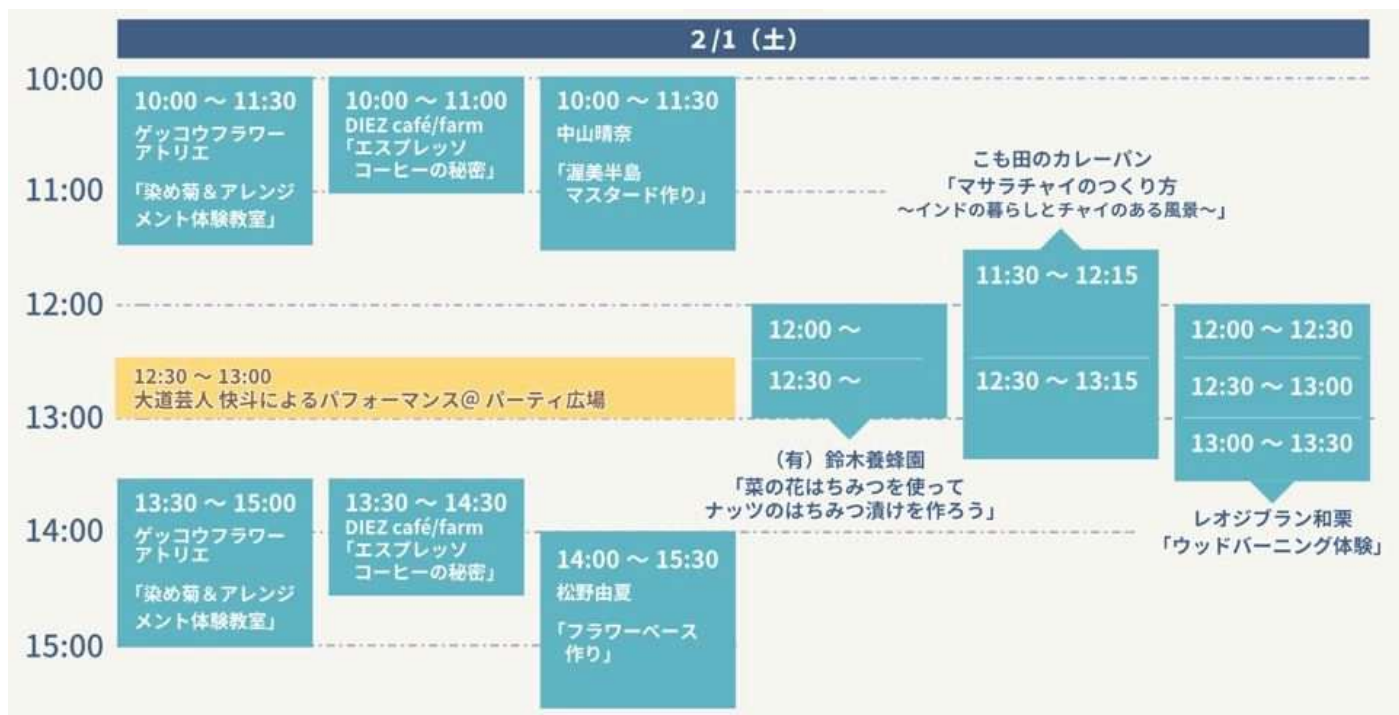 2/1（土）
10:00
10:00 ～ 11:30
ゲッコウフラワー
アトリエ
「染め菊＆アレンジ
メント体験教室」
10:00 ～ 11:00
DIEZ café/farm
「エスプレッソ
コーヒーの秘密」
10:00 ～ 11:30
中山晴奈
「渥美半島
マスタード作り」
11:00
こも田のカレーパン
「マサラチャイのつくり方
～インドの暮らしとチャイのある風景～」
11:30 ～ 12:15
12:30 ～ 13:15
12:00
12:00 ～
12:30 ～
（有）鈴木養蜂園
「菜の花はちみつを使って
ナッツのはちみつ漬けを作ろう」
12:00 ～ 12:30
12:30 ～ 13:00
13:00 ～ 13:30
レオジブラン和栗
「ウッドバーニング体験」
12:30 ～ 13:00
大道芸人 快斗によるパフォーマンス@ パーティ広場
13:00
13:30 ～ 15:00
ゲッコウフラワー
アトリエ
「染め菊＆アレンジ
メント体験教室」
13:30 ～ 14:30
DIEZ café/farm
「エスプレッソ
コーヒーの秘密」
14:00
14:00 ～ 15:30
松野由夏
「フラワーベース
作り」
15:00